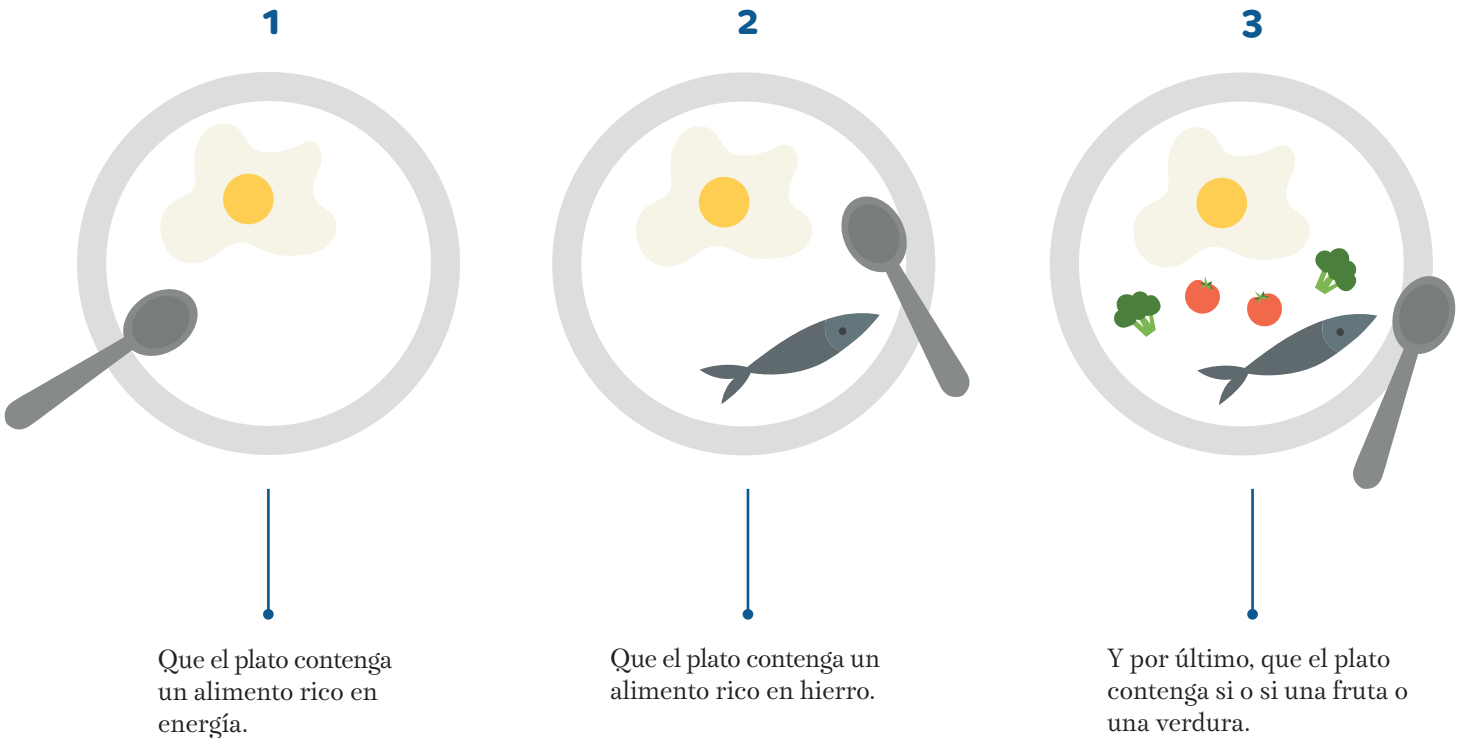 1
2
3
Que el plato contenga
un alimento rico en
energía.
Que el plato contenga un
alimento rico en hierro.
Y por último, que el plato
contenga si o si una fruta o
una verdura.